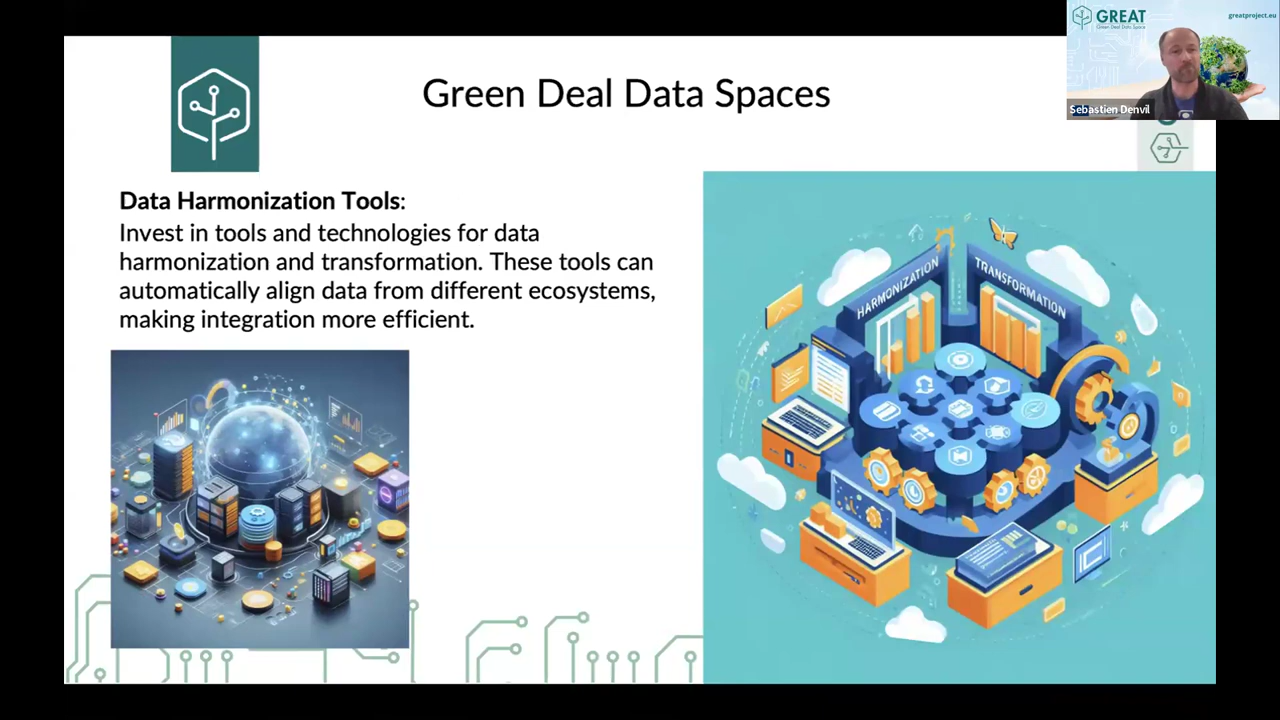 GREAT
Green Deal Data Space
greatproject.eu
Sebastien Denvil
Green Deal Data Spaces
Data Harmonization Tools:
Invest in tools and technologies for data
harmonization and transformation. These tools can
automatically align data from different ecosystems,
making integration more efficient.
HARMONIZATION
TRANSFORMATION